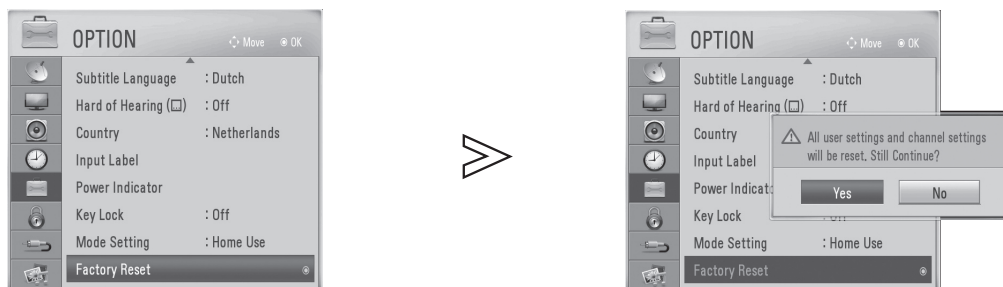 OPTION
Move OK
Subtitle Language : Dutch
Hard of Hearing ( ) : Off
Country : Netherlands
Input Label
Power Indicator
Key Lock : Off
Mode Setting : Home Use
Factory Reset
OPTION
Move OK
Subtitle Language : Dutch
Hard of Hearing ( ) : Off
Country
Input Label
Power Indicat
Key Lock
Mode Setting : Home Use
Factory Reset
All user settings and channel settings
will be reset. Still Continue?
Yes No